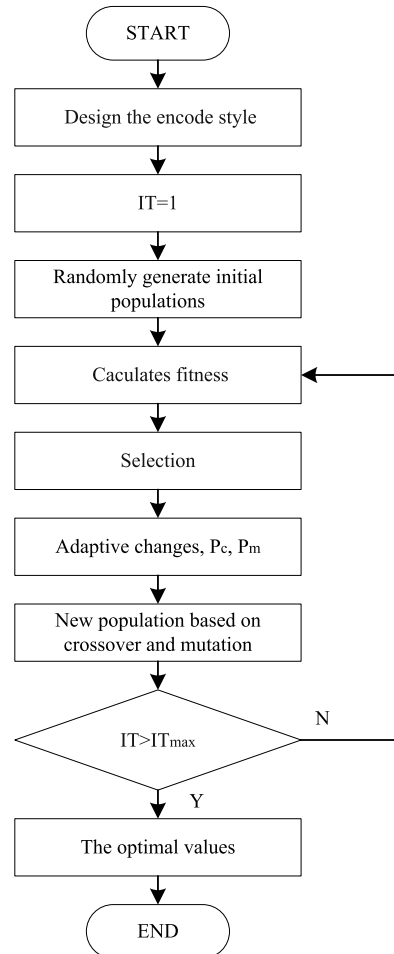 START
Design the encode style
IT=1
Randomly generate initial
populations
Caculates fitness
Selection
Adaptive changes, Pc, Pm
New population based on
crossover and mutation
IT>ITmax
N
Y
The optimal values
END